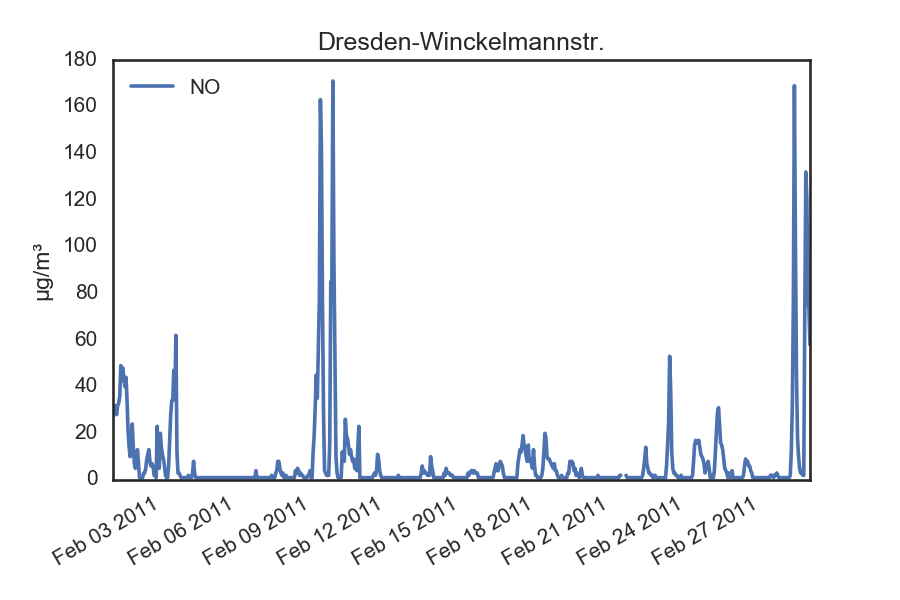 Dresden-Winckelmannstr.
NO
µg/m³
180
160
140
120
100
80
60
40
20
0
Feb 03 2011
Feb 06 2011
Feb 09 2011
Feb 12 2011
Feb 15 2011
Feb 18 2011
Feb 21 2011
Feb 24 2011
Feb 27 2011